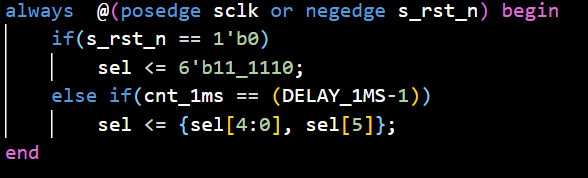 always  @(posedge sclk or negedge s_rst_n) begin
    if(s_rst_n == 1'b0)
        sel <= 6'b11_1110;
    else if(cnt_1ms == (DELAY_1MS-1))
        sel <= {sel[4:0], sel[5]};
end